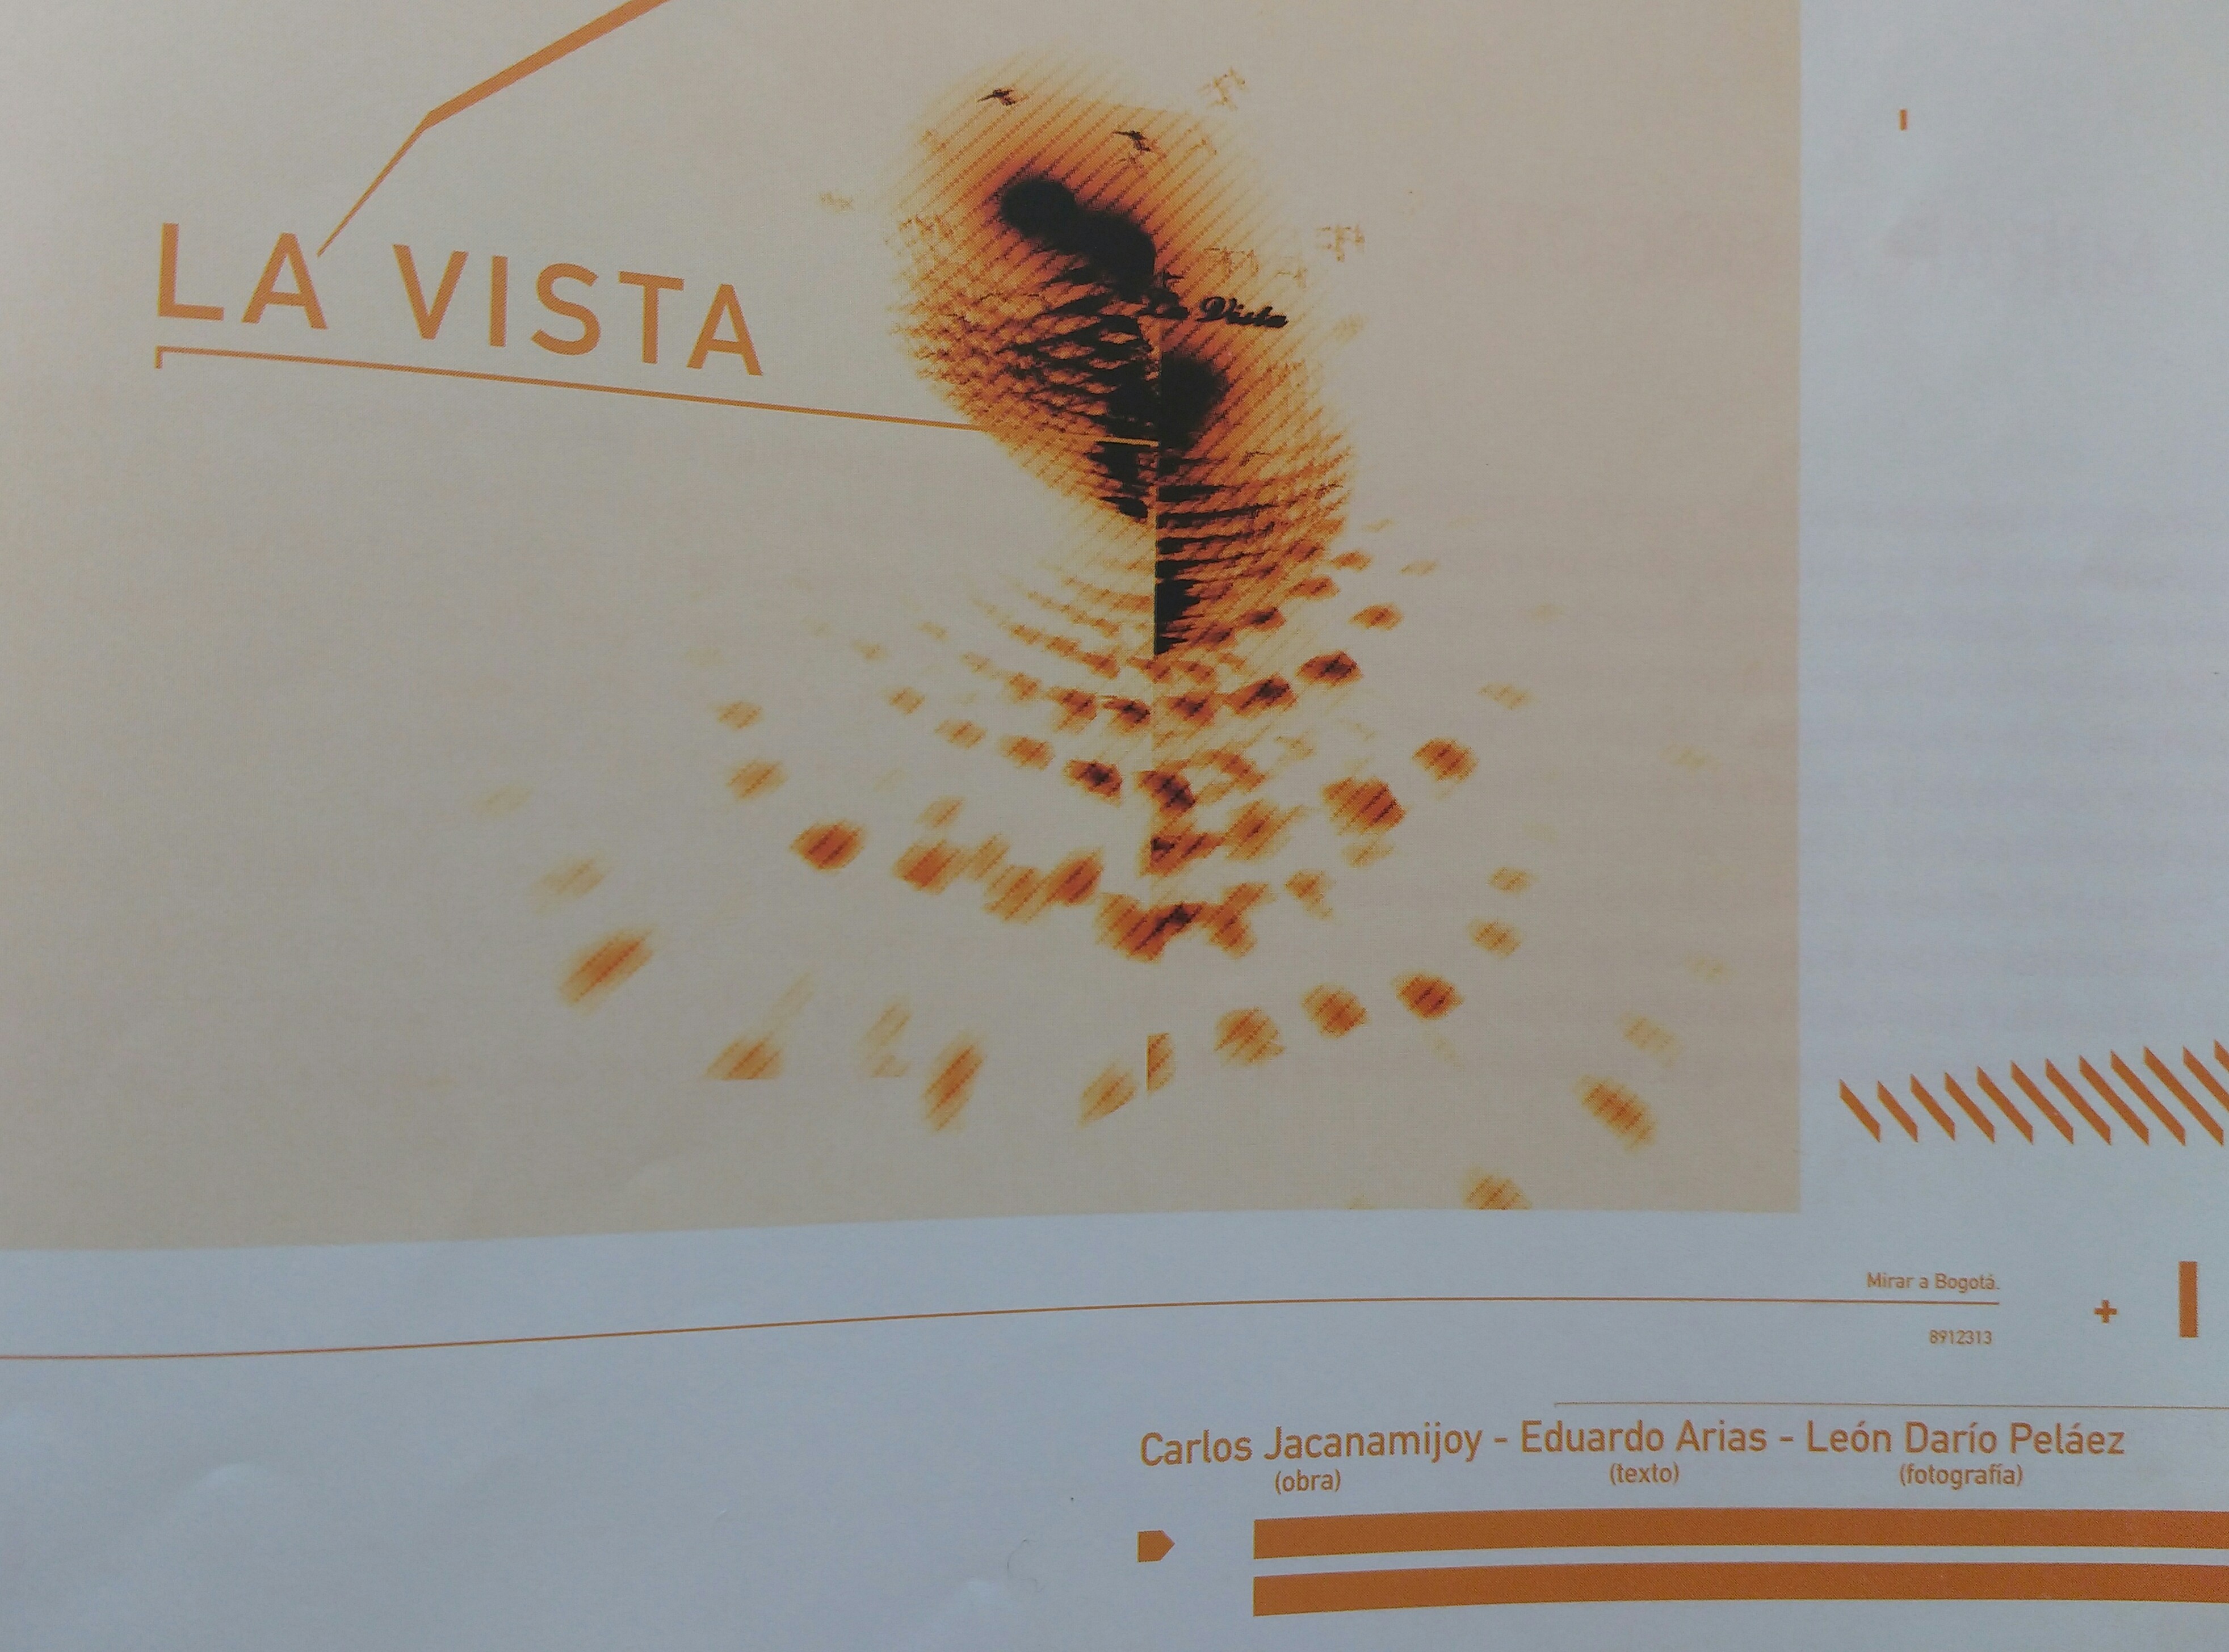 LA VISTA
La Vista
Mirar a Bogotá.
8912313
Carlos Jacanamijoy - Eduardo Arias - León Darío Peláez
(obra) (texto) (fotografía)